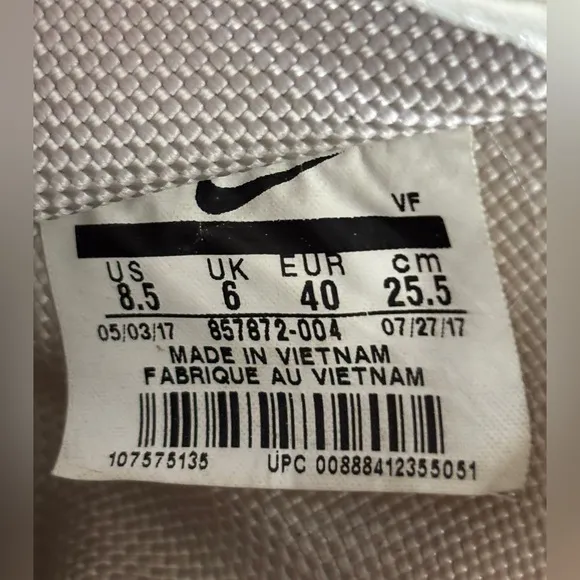 VF
US UK EUR cm
8.5 6 40 25.5
05/03/17 857872-004 07/27/17
MADE IN VIETNAM
FABRIQUE AU VIETNAM
107575135 UPC 00888412355051